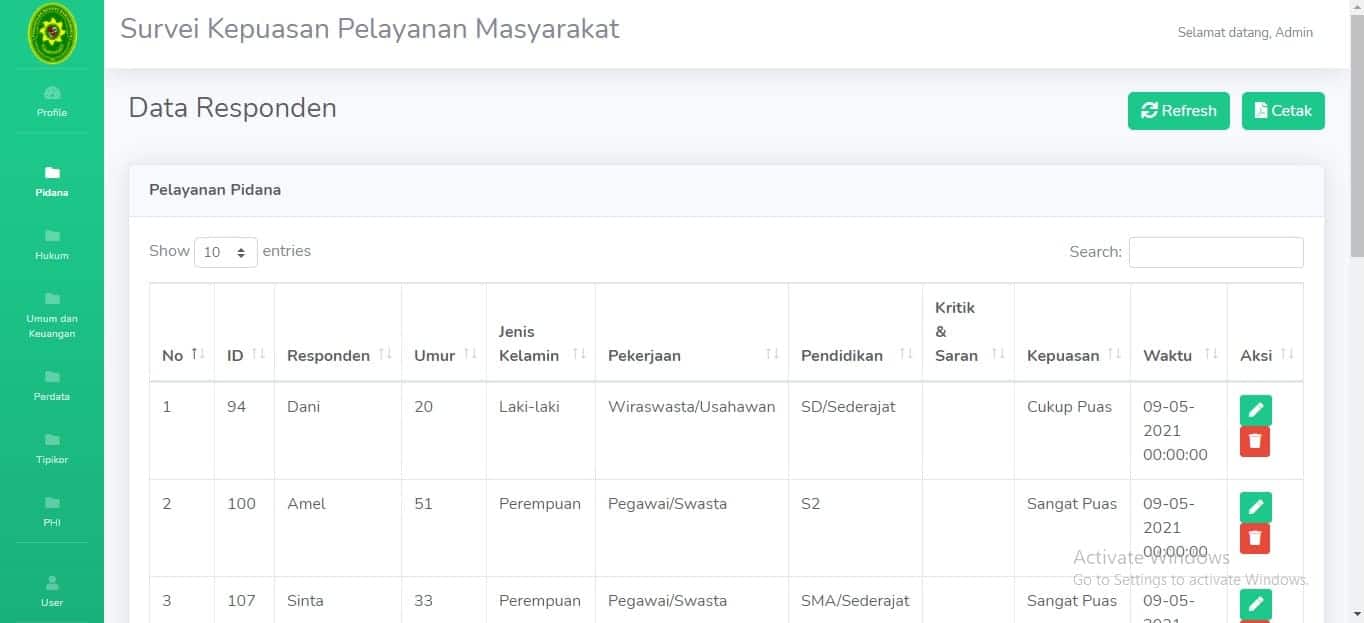 Survei Kepuasan Pelayanan Masyarakat
Selamat datang, Admin
Profile
Pidana
Hukum
Umum dan
Keuangan
Perdata
Tipikor
PHI
User
Data Responden
Refresh
Cetak
Pelayanan Pidana
Show 10 entries
Search:
No ID Responden Umur Jenis Kelamin Pekerjaan Pendidikan Kritik & Saran Kepuasan Waktu Aksi
1 94 Dani 20 Laki-laki Wiraswasta/Usahawan SD/Sederajat Cukup Puas 09-05-2021 00:00:00
2 100 Amel 51 Perempuan Pegawai/Swasta S2 Sangat Puas 09-05-2021 00:00:00
3 107 Sinta 33 Perempuan Pegawai/Swasta SMA/Sederajat Sangat Puas 09-05-2021
Activate Windows
Go to Settings to activate Windows.